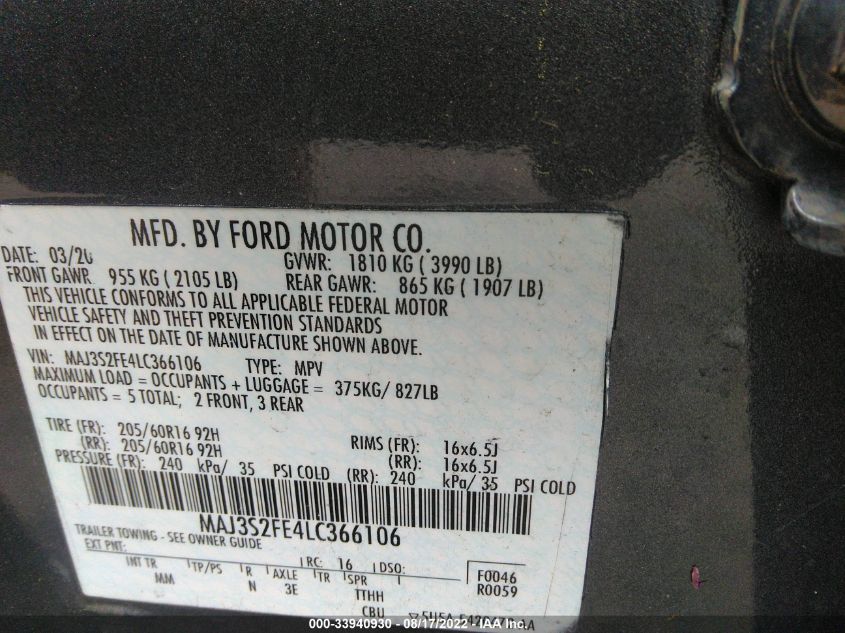 MFD. BY FORD MOTOR CO.
DATE: 03/20 GVWR: 1810 KG ( 3990 LB)
FRONT GAWR 955 KG ( 2105 LB) REAR GAWR: 865 KG ( 1907 LB)
THIS VEHICLE CONFORMS TO ALL APPLICABLE FEDERAL MOTOR
VEHICLE SAFETY AND THEFT PREVENTION STANDARDS
IN EFFECT ON THE DATE OF MANUFACTURE SHOWN ABOVE.
VIN: MAJ3S2FE4LC366106 TYPE: MPV
MAXIMUM LOAD = OCCUPANTS + LUGGAGE = 375KG/ 827LB
OCCUPANTS = 5 TOTAL; 2 FRONT, 3 REAR
TIRE (FR): 205/60R16 92H RIMS (FR): 16x6.5J
(RR): 205/60R16 92H (RR): 16x6.5J
PRESSURE (FR): 240 kPa/ 35 PSI COLD (RR): 240 kPa/ 35 PSI COLD
MAJ3S2FE4LC366106
TRAILER TOWING - SEE OWNER GUIDE
EXT PNT: RC: 16 DSO: F0046
INT TR TP/PS R AXLE TR SPR R0059
MM N 3E TTHH
CBU
000-33940930 - 08/17/2022 - IAA Inc.